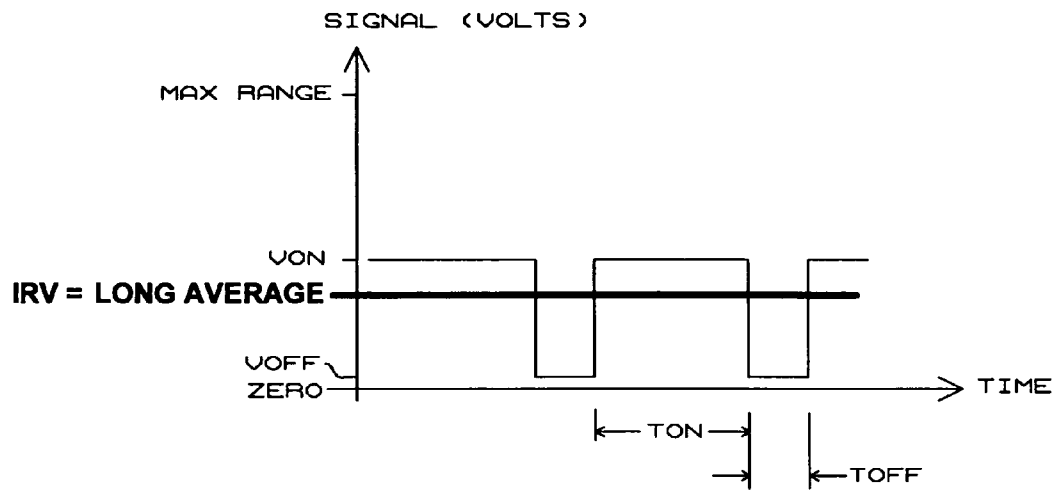 SIGNAL (VOLTS)
MAX RANGE
VON
IRV = LONG AVERAGE
VOFF
ZERO
TIME
TON
TOFF